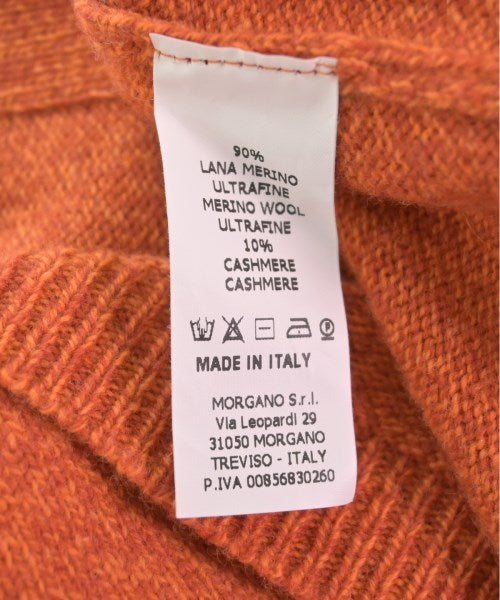 90%
LANA MERINO
ULTRAFINE
MERINO WOOL
ULTRAFINE
10%
CASHMERE
CASHMERE
MADE IN ITALY
MORGANO S.r.l.
Via Leopardi 29
31050 MORGANO
TREVISO - ITALY
P.IVA 00856830260